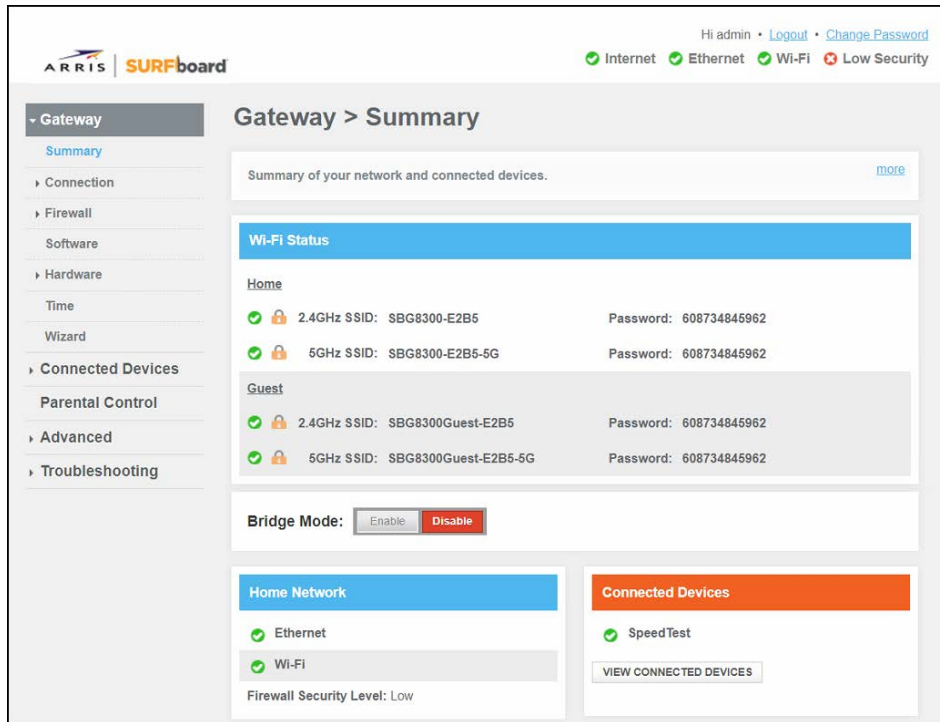 Hi admin • Logout • Change Password
ARRIS SURFboard
Internet Ethernet Wi-Fi Low Security
Gateway
Summary
Connection
Firewall
Software
Hardware
Time
Wizard
Connected Devices
Parental Control
Advanced
Troubleshooting
Gateway > Summary
Summary of your network and connected devices. more
Wi-Fi Status
Home
2.4GHz SSID: SBG8300-E2B5 Password: 608734845962
5GHz SSID: SBG8300-E2B5-5G Password: 608734845962
Guest
2.4GHz SSID: SBG8300Guest-E2B5 Password: 608734845962
5GHz SSID: SBG8300Guest-E2B5-5G Password: 608734845962
Bridge Mode: Enable Disable
Home Network
Ethernet
Wi-Fi
Firewall Security Level: Low
Connected Devices
SpeedTest
VIEW CONNECTED DEVICES